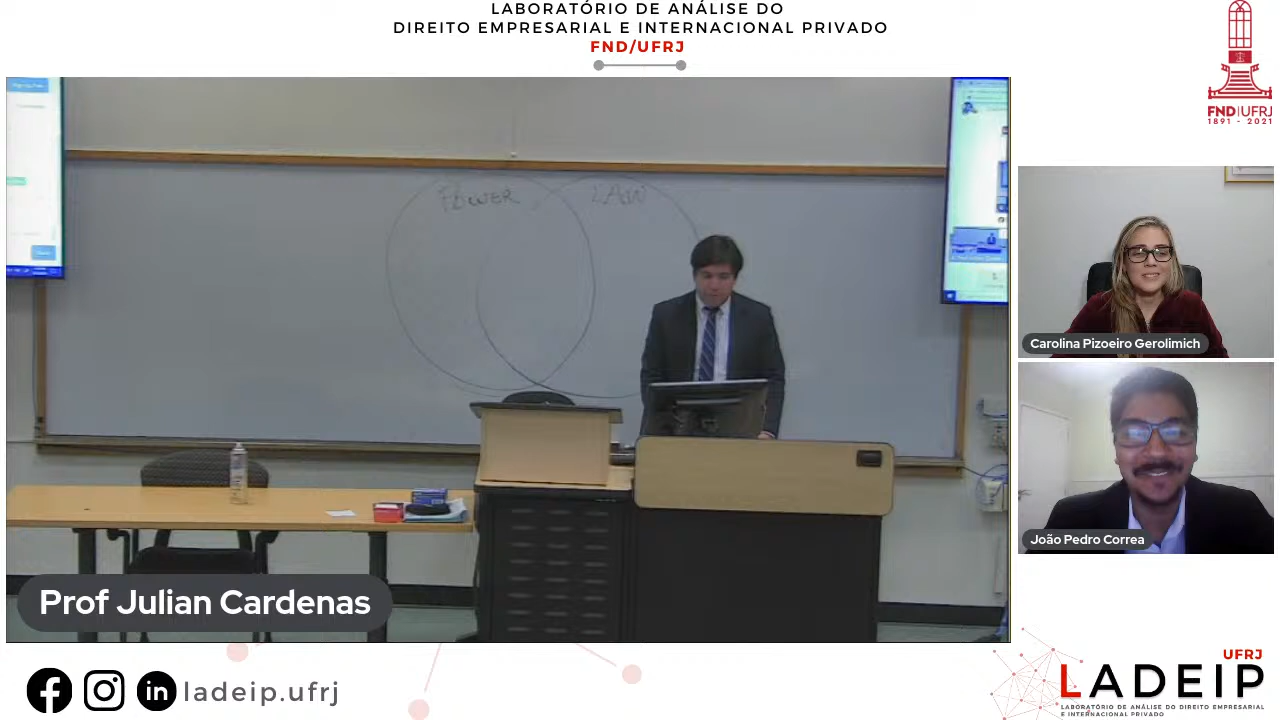 LABORATÓRIO DE ANÁLISE DO
DIREITO EMPRESARIAL E INTERNACIONAL PRIVADO
FND/UFRJ
FND|UFRJ
1891 - 2021
POWER LAW
Carolina Pizoeiro Gerolimich
João Pedro Correa
Prof Julian Cardenas
ladeip.ufrj
UFRJ
LADEIP
LABORATÓRIO DE ANÁLISE DO DIREITO EMPRESARIAL
E INTERNACIONAL PRIVADO